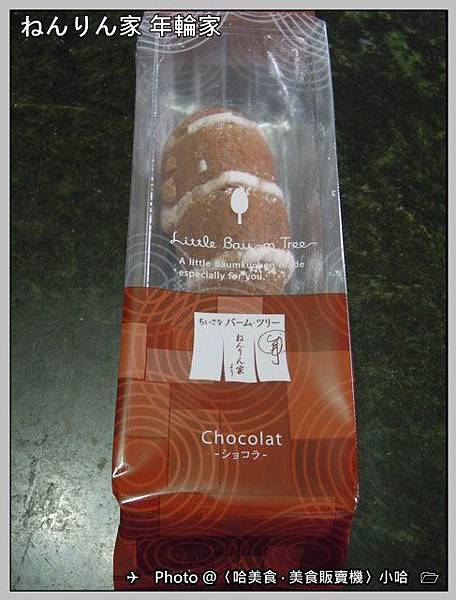 ねんりん家 年輪家
Little Baum Tree
A little Baumkuchen made
especially for you.
ちいさな バーム・ツリー
ねんりん家
より
Chocolat
-ショコラ-
Photo @〈哈美食‧美食販賣機〉小哈